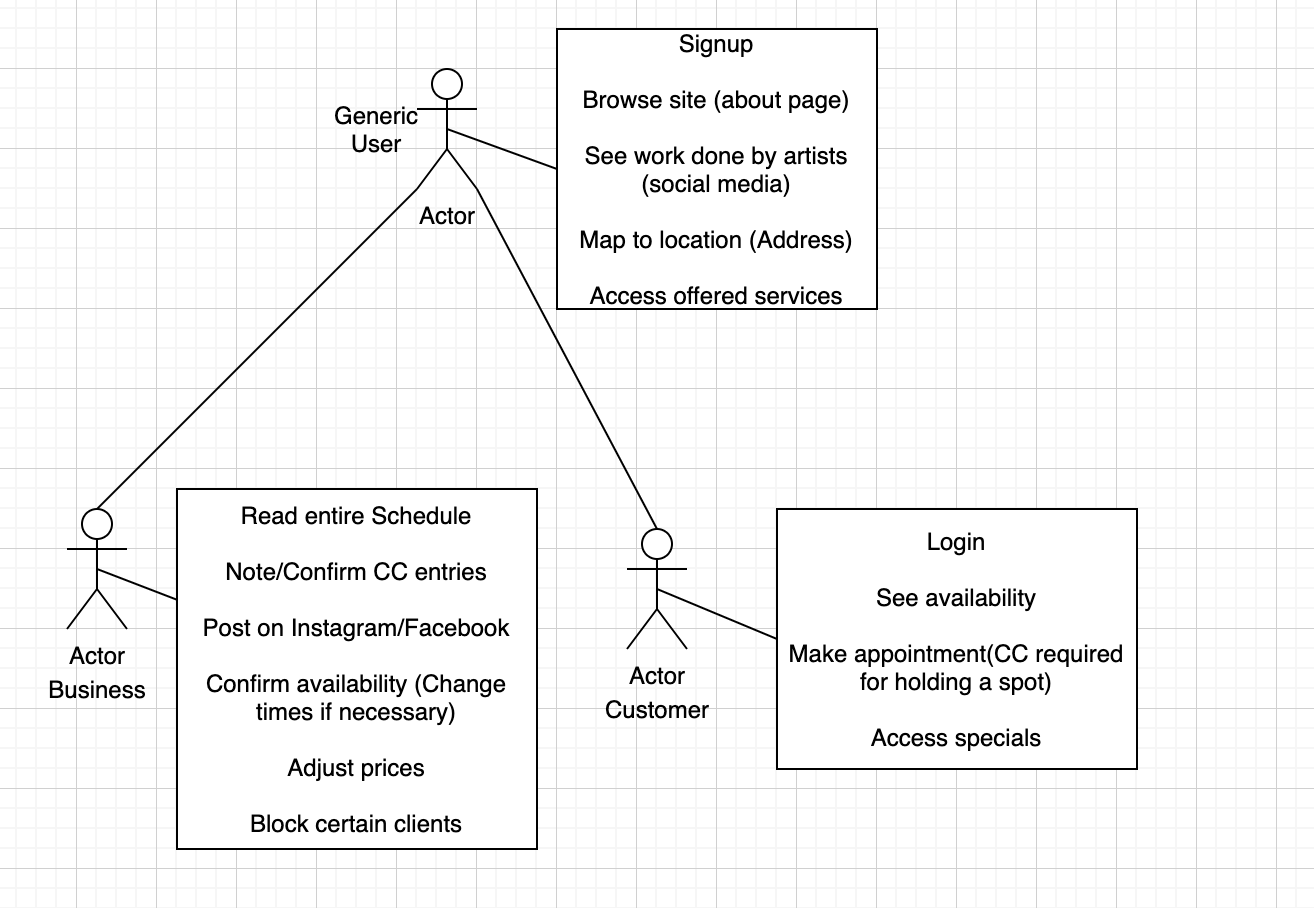 Generic
User
Actor
Signup
Browse site (about page)
See work done by artists
(social media)
Map to location (Address)
Access offered services
Actor
Business
Read entire Schedule
Note/Confirm CC entries
Post on Instagram/Facebook
Confirm availability (Change
times if necessary)
Adjust prices
Block certain clients
Actor
Customer
Login
See availability
Make appointment(CC required
for holding a spot)
Access specials